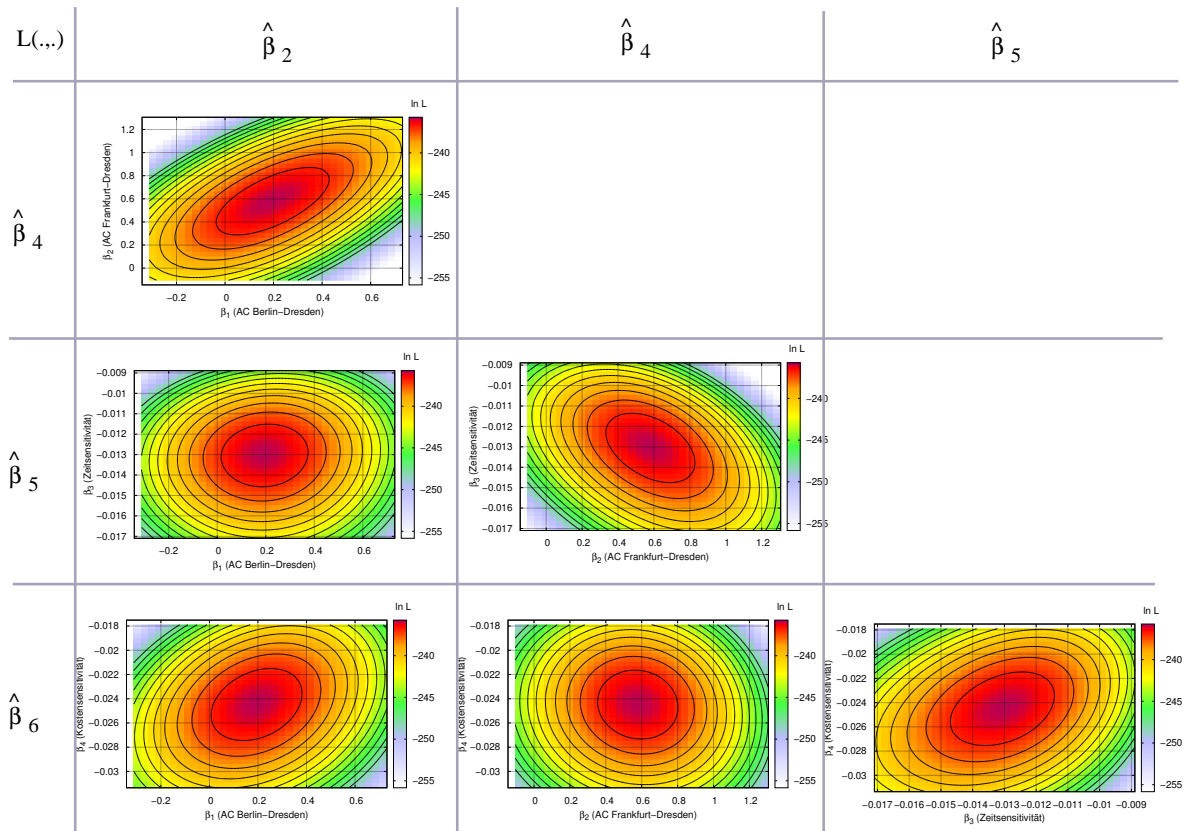 L(.,.)
^
β 2
^
β 4
^
β 5
^
β 4
ln L
1.2
1
0.8
0.6
0.4
0.2
0
β2 (AC Frankfurt−Dresden)
−0.2 0 0.2 0.4 0.6
β1 (AC Berlin−Dresden)
−240
−245
−250
−255
^
β 5
ln L
−0.009
−0.01
−0.011
−0.012
−0.013
−0.014
−0.015
−0.016
−0.017
β3 (Zeitsensitivität)
−0.2 0 0.2 0.4 0.6
β1 (AC Berlin−Dresden)
−240
−245
−250
−255
ln L
−0.009
−0.01
−0.011
−0.012
−0.013
−0.014
−0.015
−0.016
−0.017
β3 (Zeitsensitivität)
0 0.2 0.4 0.6 0.8 1 1.2
β2 (AC Frankfurt−Dresden)
−240
−245
−250
−255
^
β 6
ln L
−0.018
−0.02
−0.022
−0.024
−0.026
−0.028
−0.03
β4 (Kostensensitivität)
−0.2 0 0.2 0.4 0.6
β1 (AC Berlin−Dresden)
−240
−245
−250
−255
ln L
−0.018
−0.02
−0.022
−0.024
−0.026
−0.028
−0.03
β4 (Kostensensitivität)
0 0.2 0.4 0.6 0.8 1 1.2
β2 (AC Frankfurt−Dresden)
−240
−245
−250
−255
ln L
−0.018
−0.02
−0.022
−0.024
−0.026
−0.028
−0.03
β4 (Kostensensitivität)
−0.017 −0.016 −0.015 −0.014 −0.013 −0.012 −0.011 −0.01 −0.009
β3 (Zeitsensitivität)
−240
−245
−250
−255